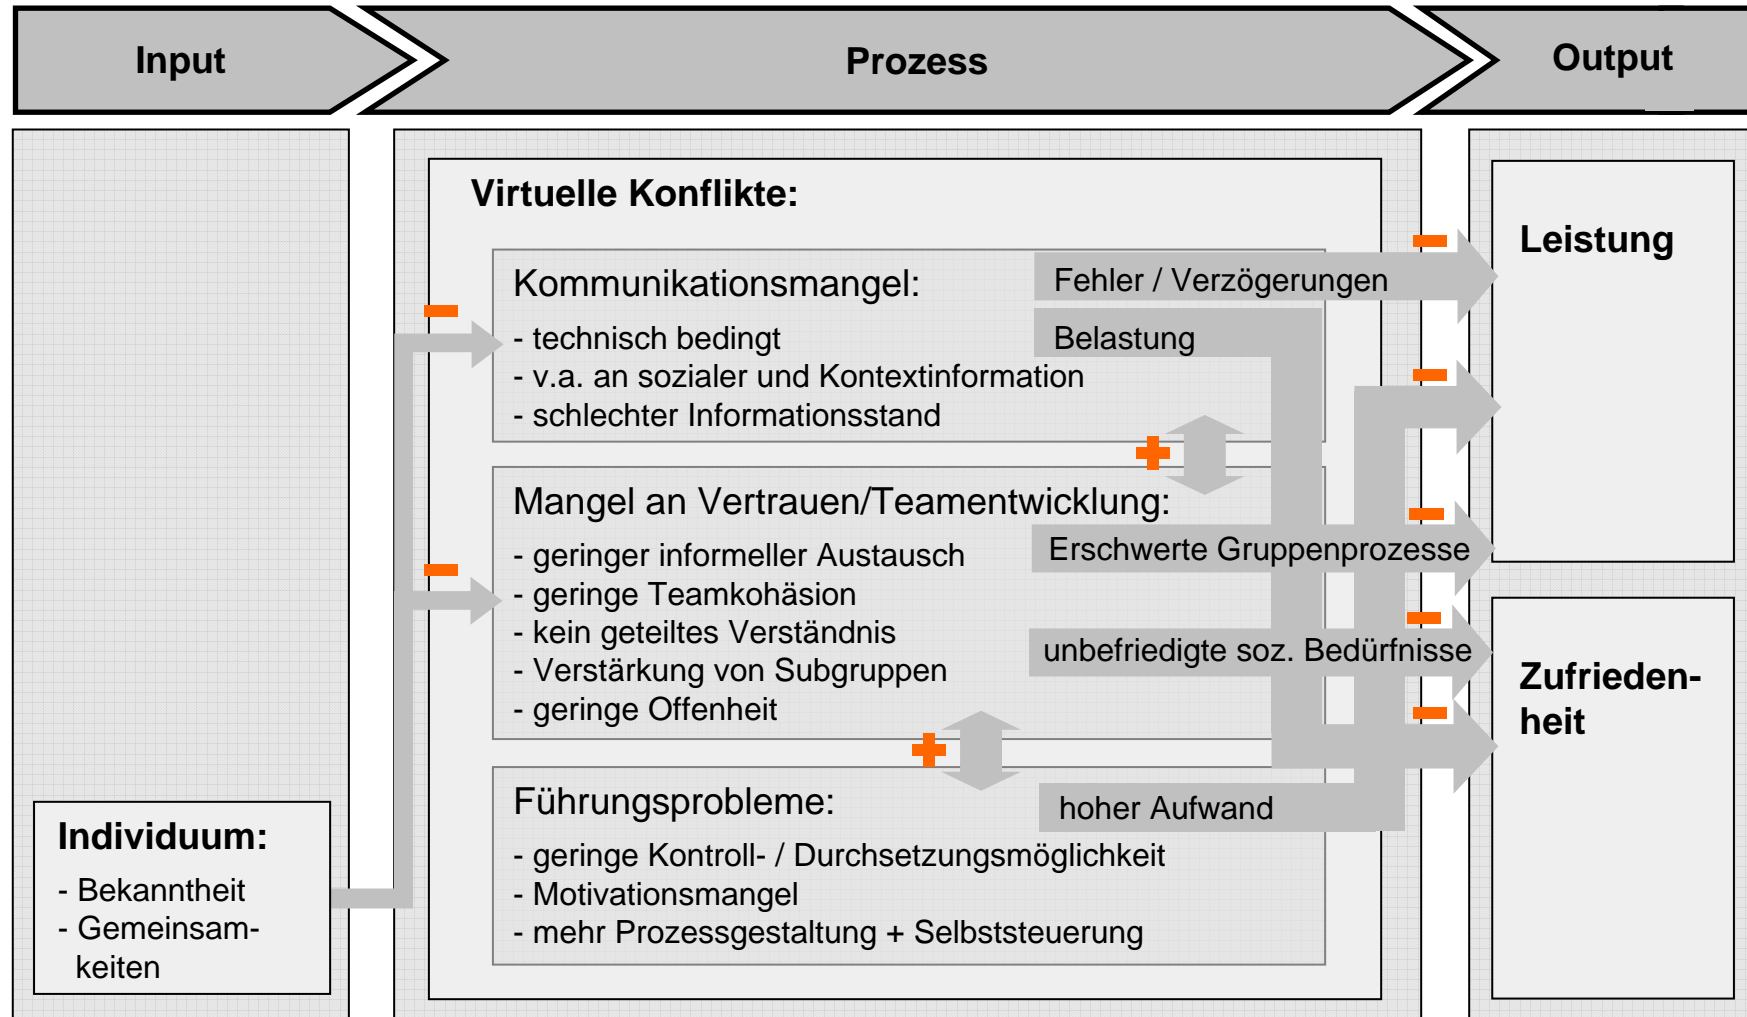 Input
Prozess
Output
Individuum:
- Bekanntheit
- Gemeinsam-
keiten
Virtuelle Konflikte:
Kommunikationsmangel:
- technisch bedingt
- v.a. an sozialer und Kontextinformation
- schlechter Informationsstand
Fehler / Verzögerungen
Belastung
Mangel an Vertrauen/Teamentwicklung:
- geringer informeller Austausch
- geringe Teamkohäsion
- kein geteiltes Verständnis
- Verstärkung von Subgruppen
- geringe Offenheit
Erschwerte Gruppenprozesse
unbefriedigte soz. Bedürfnisse
Führungsprobleme:
- geringe Kontroll- / Durchsetzungsmöglichkeit
- Motivationsmangel
- mehr Prozessgestaltung + Selbststeuerung
hoher Aufwand
Leistung
Zufrieden-
heit